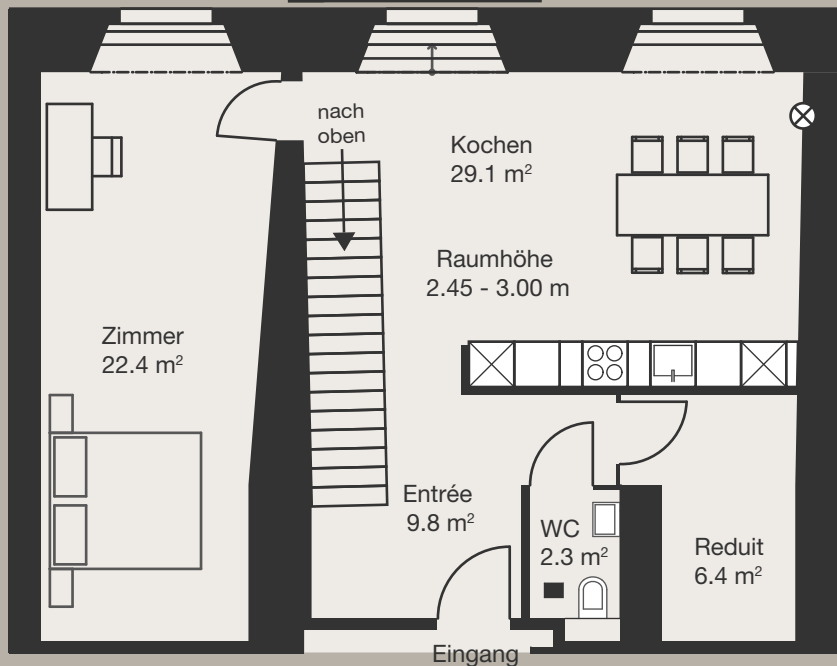 nach
oben
Kochen
29.1 m²
Raumhöhe
2.45 - 3.00 m
Zimmer
22.4 m²
Entrée
9.8 m²
WC
2.3 m²
Reduit
6.4 m²
Eingang